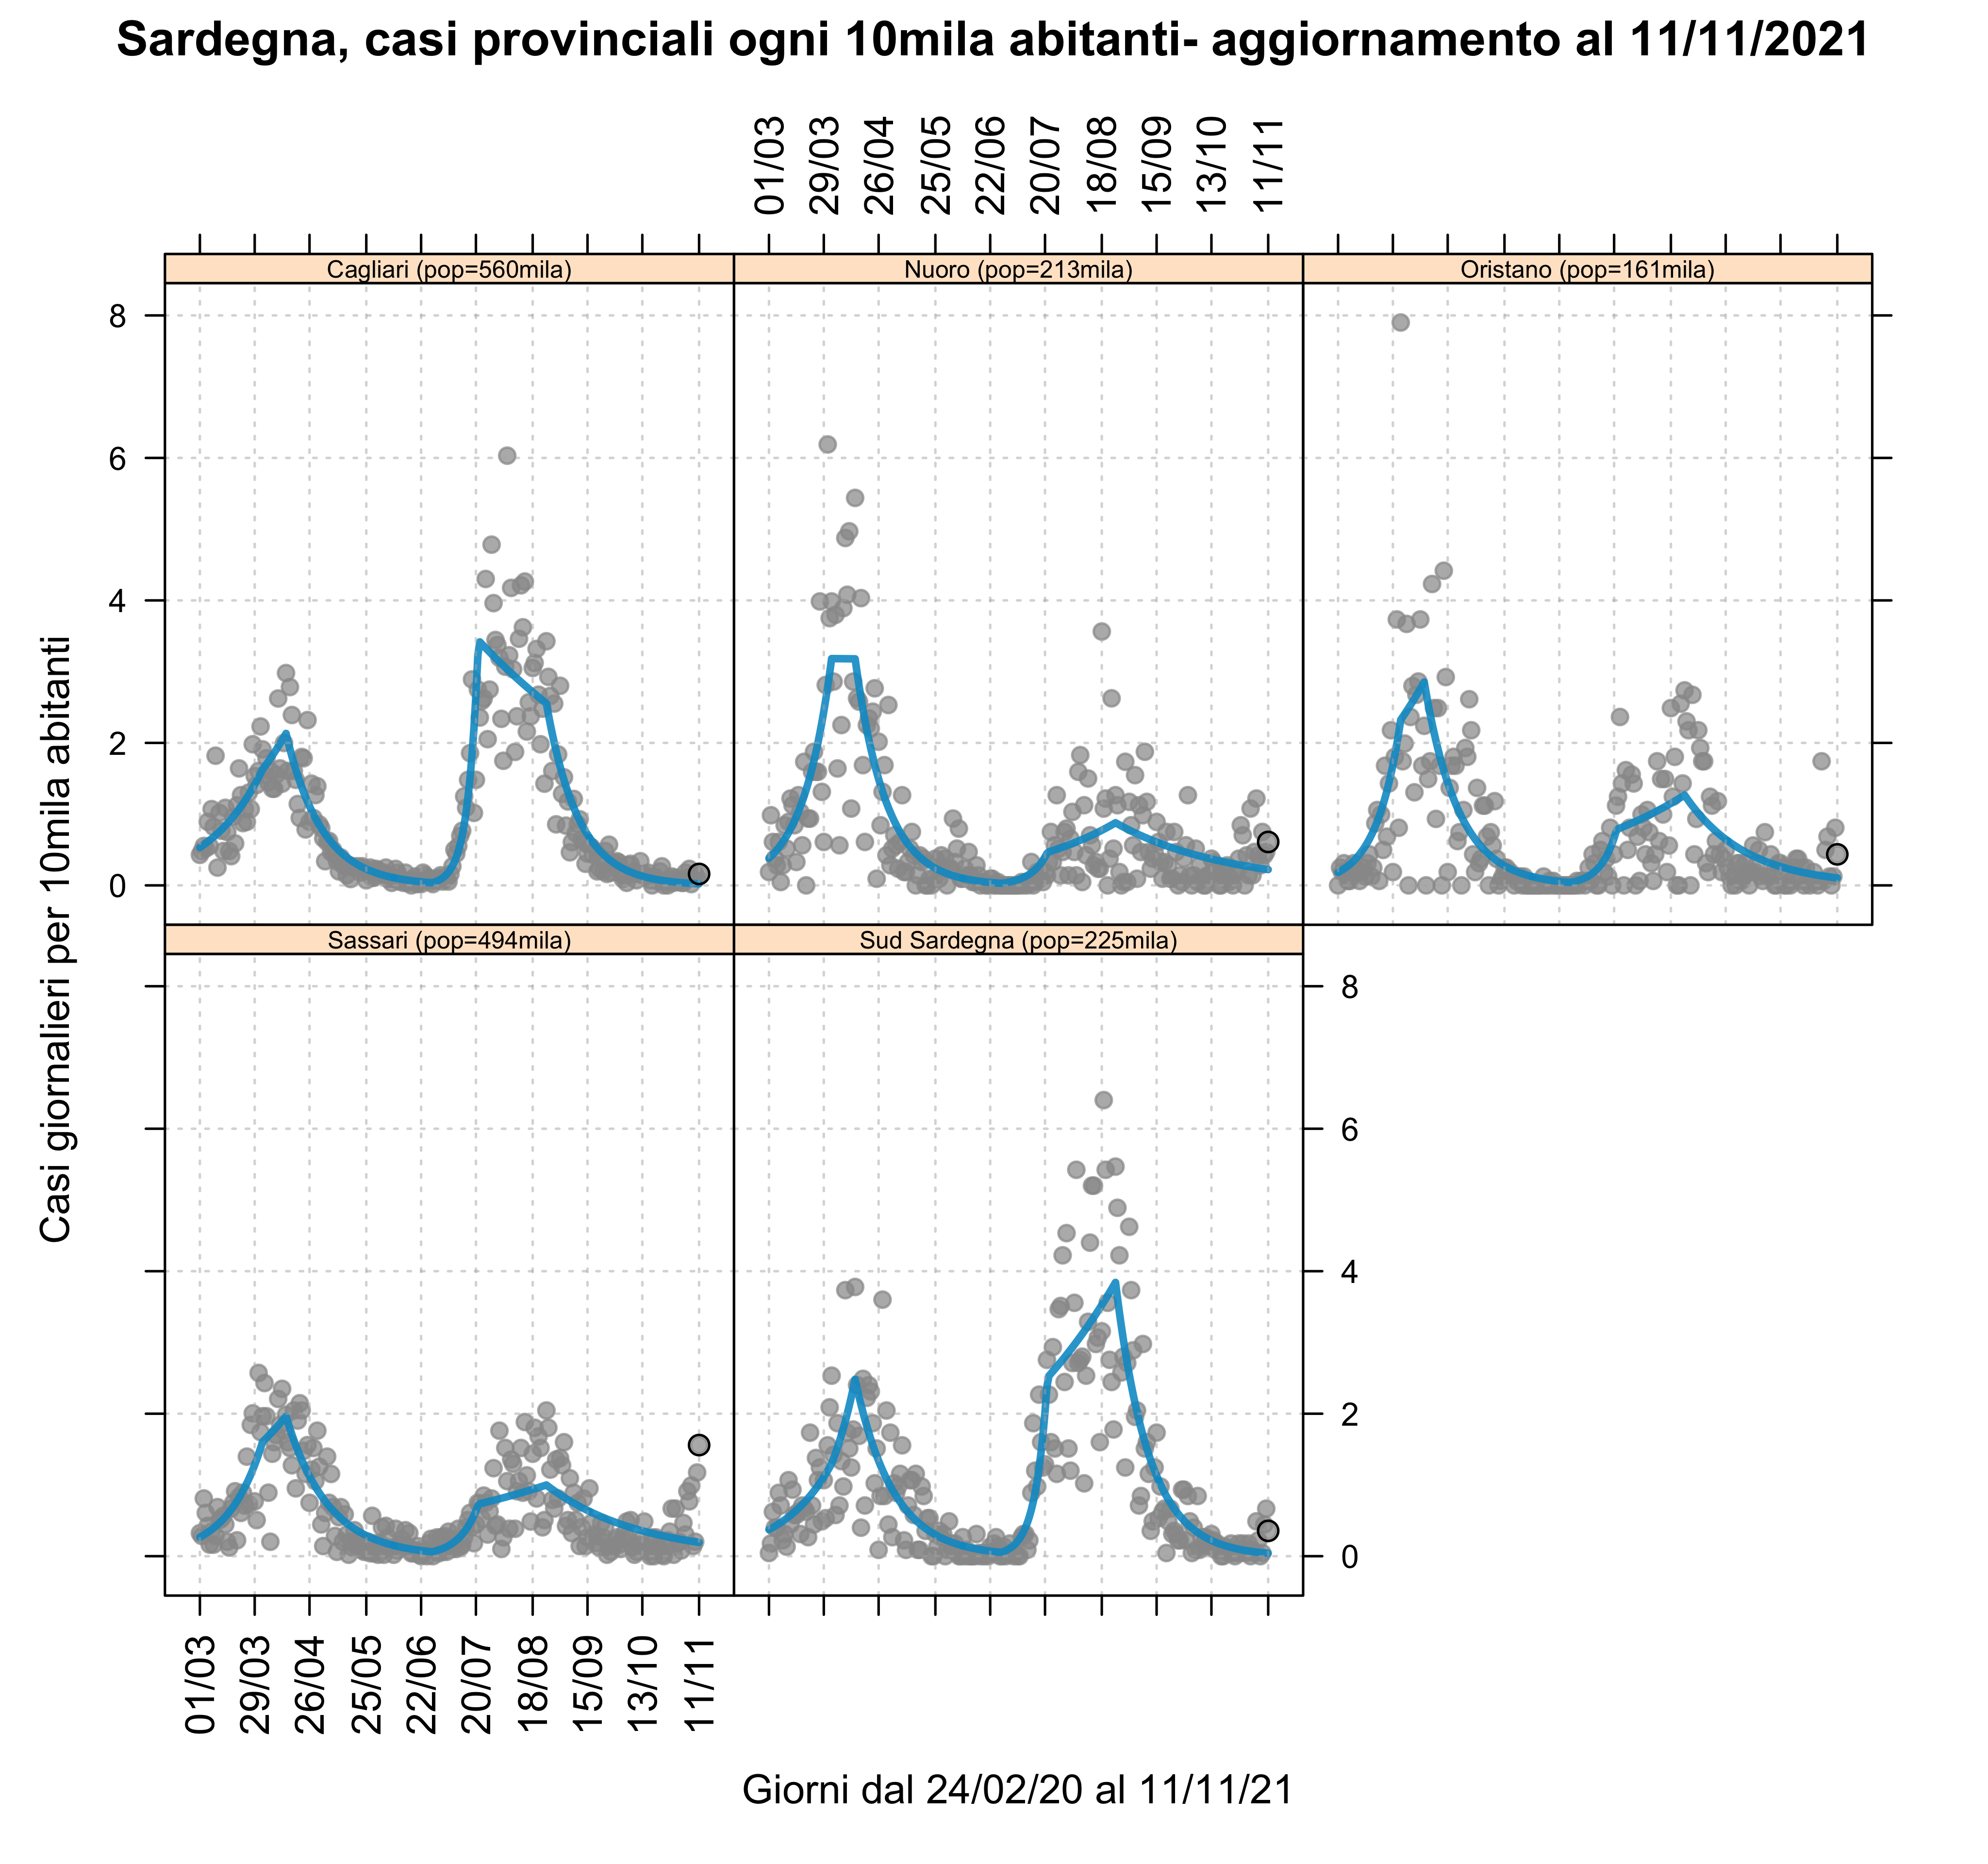 Sardegna, casi provinciali ogni 10mila abitanti- aggiornamento al 11/11/2021
01/03 29/03 26/04 25/05 22/06 20/07 18/08 15/09 13/10 11/11
Cagliari (pop=560mila)
Nuoro (pop=213mila)
Oristano (pop=161mila)
8
6
4
2
0
Casi giornalieri per 10mila abitanti
Sassari (pop=494mila)
Sud Sardegna (pop=225mila)
8
6
4
2
0
01/03 29/03 26/04 25/05 22/06 20/07 18/08 15/09 13/10 11/11
Giorni dal 24/02/20 al 11/11/21